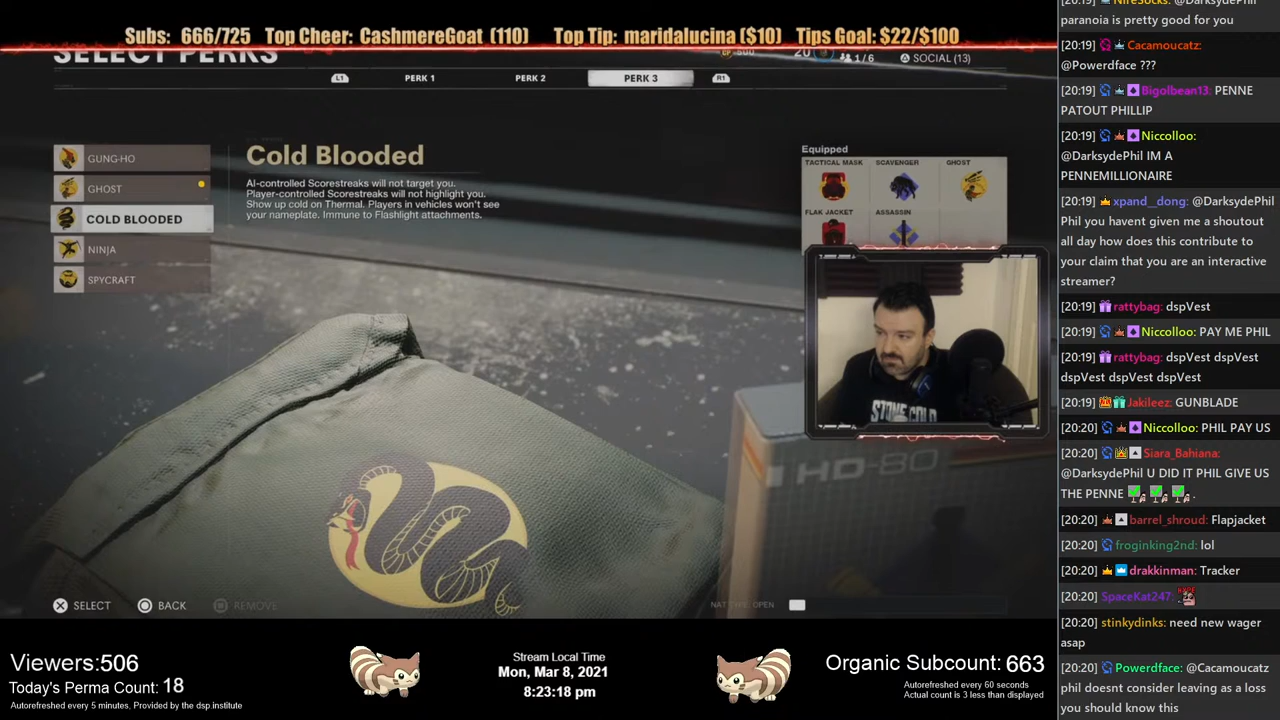 Subs: 666/725 Top Cheer: CashmereGoat (110) Top Tip: maridalucina ($10) Tips Goal: $22/$100
SELECT PERKS
1/6 SOCIAL (13)
L1 PERK 1 PERK 2 PERK 3 R1
GUNG-HO
GHOST
COLD BLOODED
NINJA
SPYCRAFT
Cold Blooded
AI-controlled Scorestreaks will not target you.
Player-controlled Scorestreaks will not highlight you.
Show up cold on Thermal. Players in vehicles won't see
your nameplate. Immune to Flashlight attachments.
Equipped
TACTICAL MASK SCAVENGER GHOST
FLAK JACKET ASSASSIN
STONE COLD
HD-80
SELECT BACK REMOVE
NAT TYPE: OPEN
Viewers:506
Today's Perma Count: 18
Autorefreshed every 5 minutes, Provided by the dsp institute
Stream Local Time
Mon, Mar 8, 2021
8:23:18 pm
Organic Subcount: 663
Autorefreshed every 60 seconds
Actual count is 3 less than displayed
paranoia is pretty good for you
[20:19] Cacamoucatz:
@Powerdface ???
[20:19] Bigolbean13: PENNE
PATOUT PHILLIP
[20:19] Niccolloo:
@DarksydePhil IM A
PENNEMILLIONAIRE
[20:19] xpand__dong: @DarksydePhil
Phil you havent given me a shoutout
all day how does this contribute to
your claim that you are an interactive
streamer?
[20:19] rattybag: dspVest
[20:19] Niccolloo: PAY ME PHIL
[20:19] rattybag: dspVest dspVest
dspVest dspVest dspVest
[20:19] Jakileez: GUNBLADE
[20:20] Niccolloo: PHIL PAY US
[20:20] Siara_Bahiana:
@DarksydePhil U DID IT PHIL GIVE US
THE PENNE .
[20:20] barrel_shroud: Flapjacket
[20:20] froginking2nd: lol
[20:20] drakkinman: Tracker
[20:20] SpaceKat247:
[20:20] stinkydinks: need new wager
asap
[20:20] Powerdface: @Cacamoucatz
phil doesnt consider leaving as a loss
you should know this